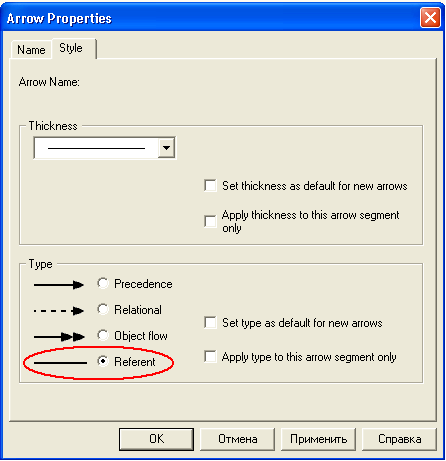 Arrow Properties
Name
Style
Arrow Name:
Thickness
Set thickness as default for new arrows
Apply thickness to this arrow segment
only
Type
Precedence
Relational
Set type as default for new arrows
Object flow
Apply type to this arrow segment only
Referent
OK
Отмена
Применить
Справка